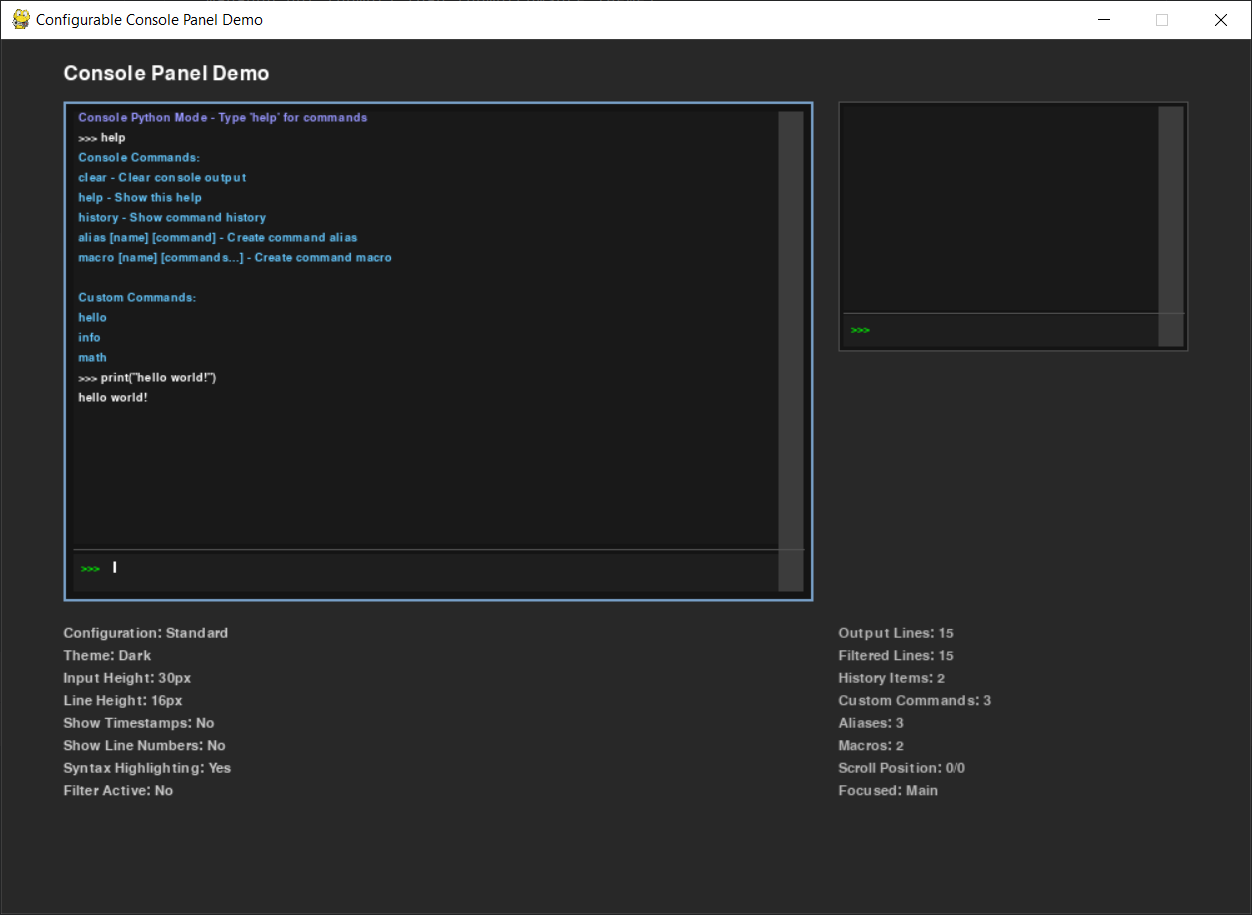 Configurable Console Panel Demo
Console Panel Demo
Console Python Mode - Type 'help' for commands
>>> help
Console Commands:
clear - Clear console output
help - Show this help
history - Show command history
alias [name] [command] - Create command alias
macro [name] [commands...] - Create command macro
Custom Commands:
hello
info
math
>>> print("hello world!")
hello world!
>>>
>>>
Configuration: Standard
Theme: Dark
Input Height: 30px
Line Height: 16px
Show Timestamps: No
Show Line Numbers: No
Syntax Highlighting: Yes
Filter Active: No
Output Lines: 15
Filtered Lines: 15
History Items: 2
Custom Commands: 3
Aliases: 3
Macros: 2
Scroll Position: 0/0
Focused: Main